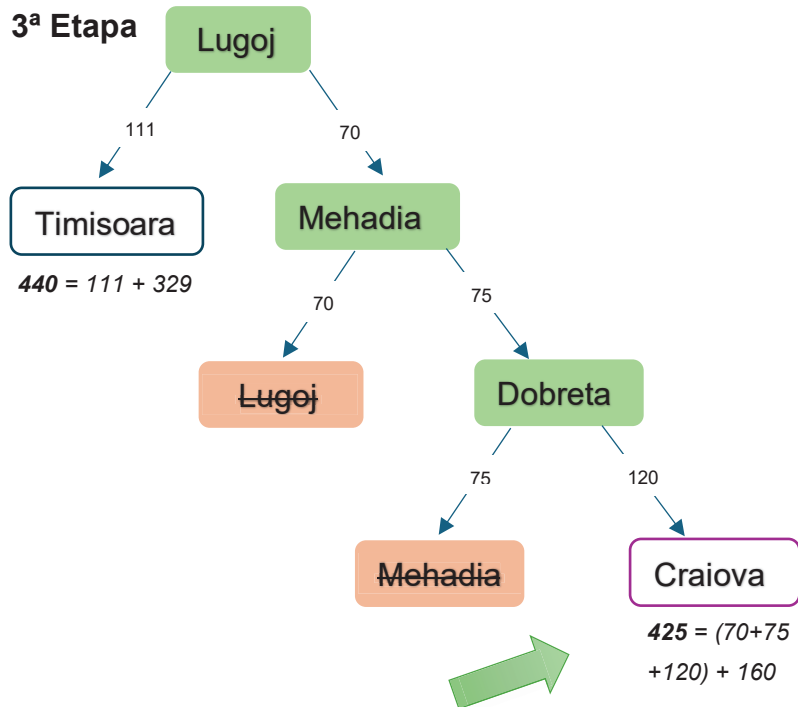 3ª Etapa
Lugoj
111
70
Timisoara
Mehadia
440 = 111 + 329
70
75
Lugoj
Dobreta
75
120
Mehadia
Craiova
425 = (70+75
+120) + 160